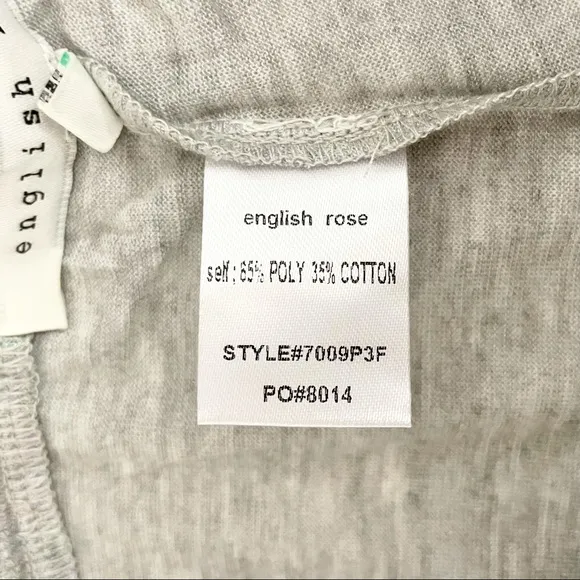 english
english rose
self; 65% POLY 35% COTTON
STYLE#7009P3F
PO#8014